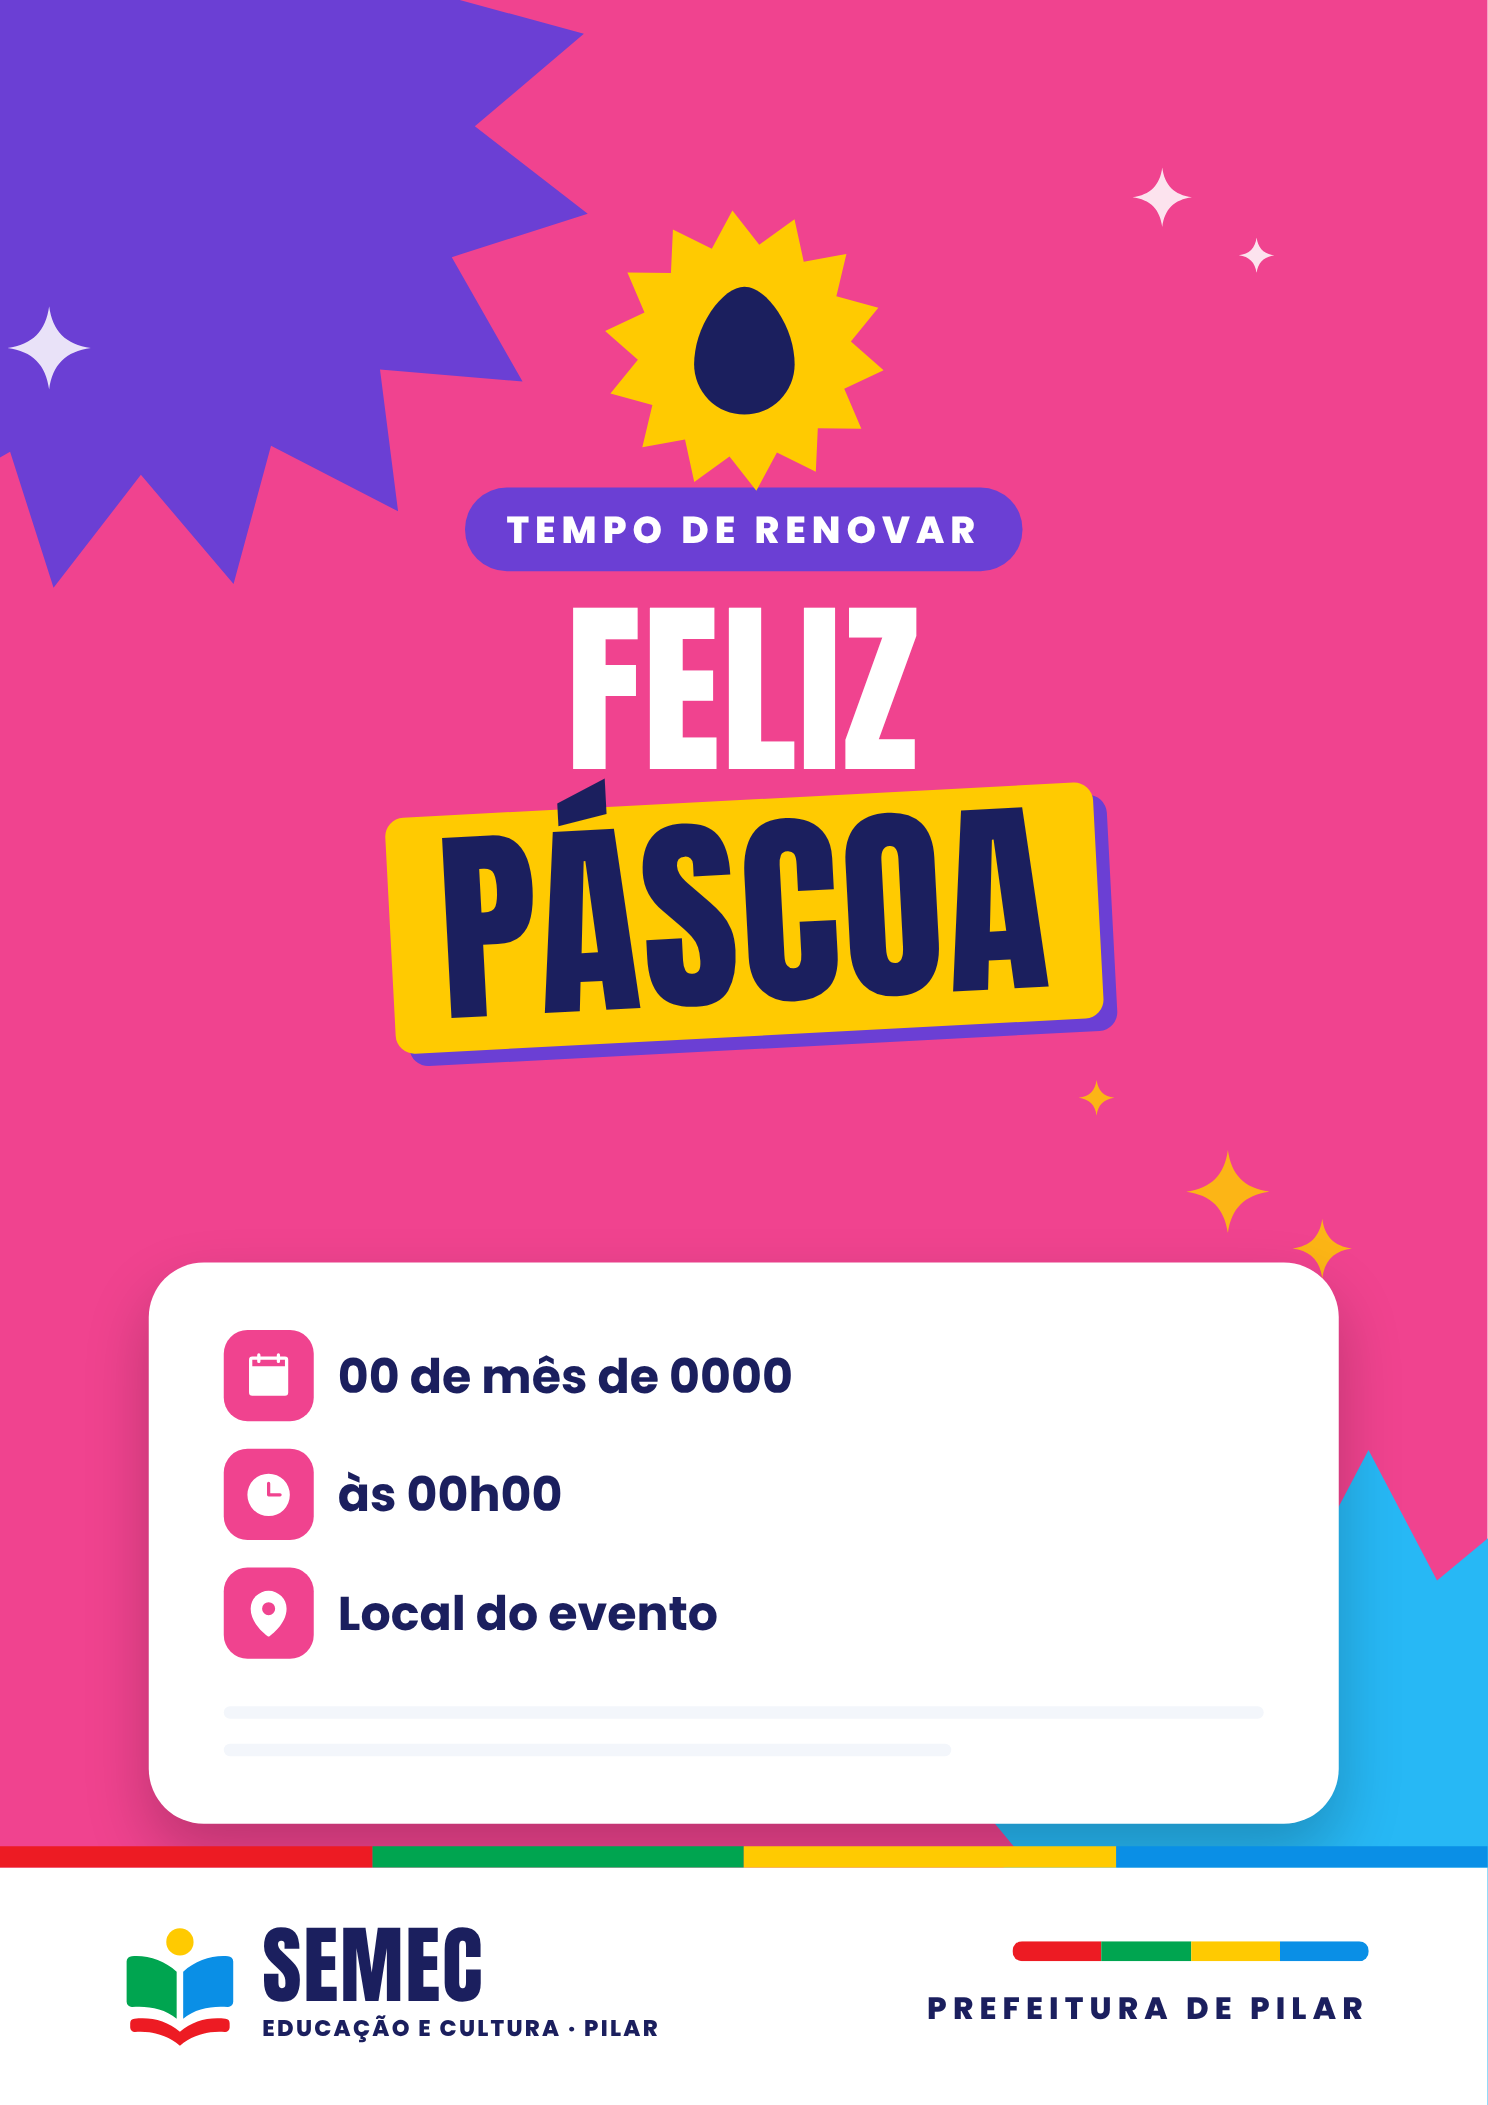 TEMPO DE RENOVAR
FELIZ
PÁSCOA
00 de mês de 0000
às 00h00
Local do evento
SEMEC
EDUCAÇÃO E CULTURA · PILAR
PREFEITURA DE PILAR